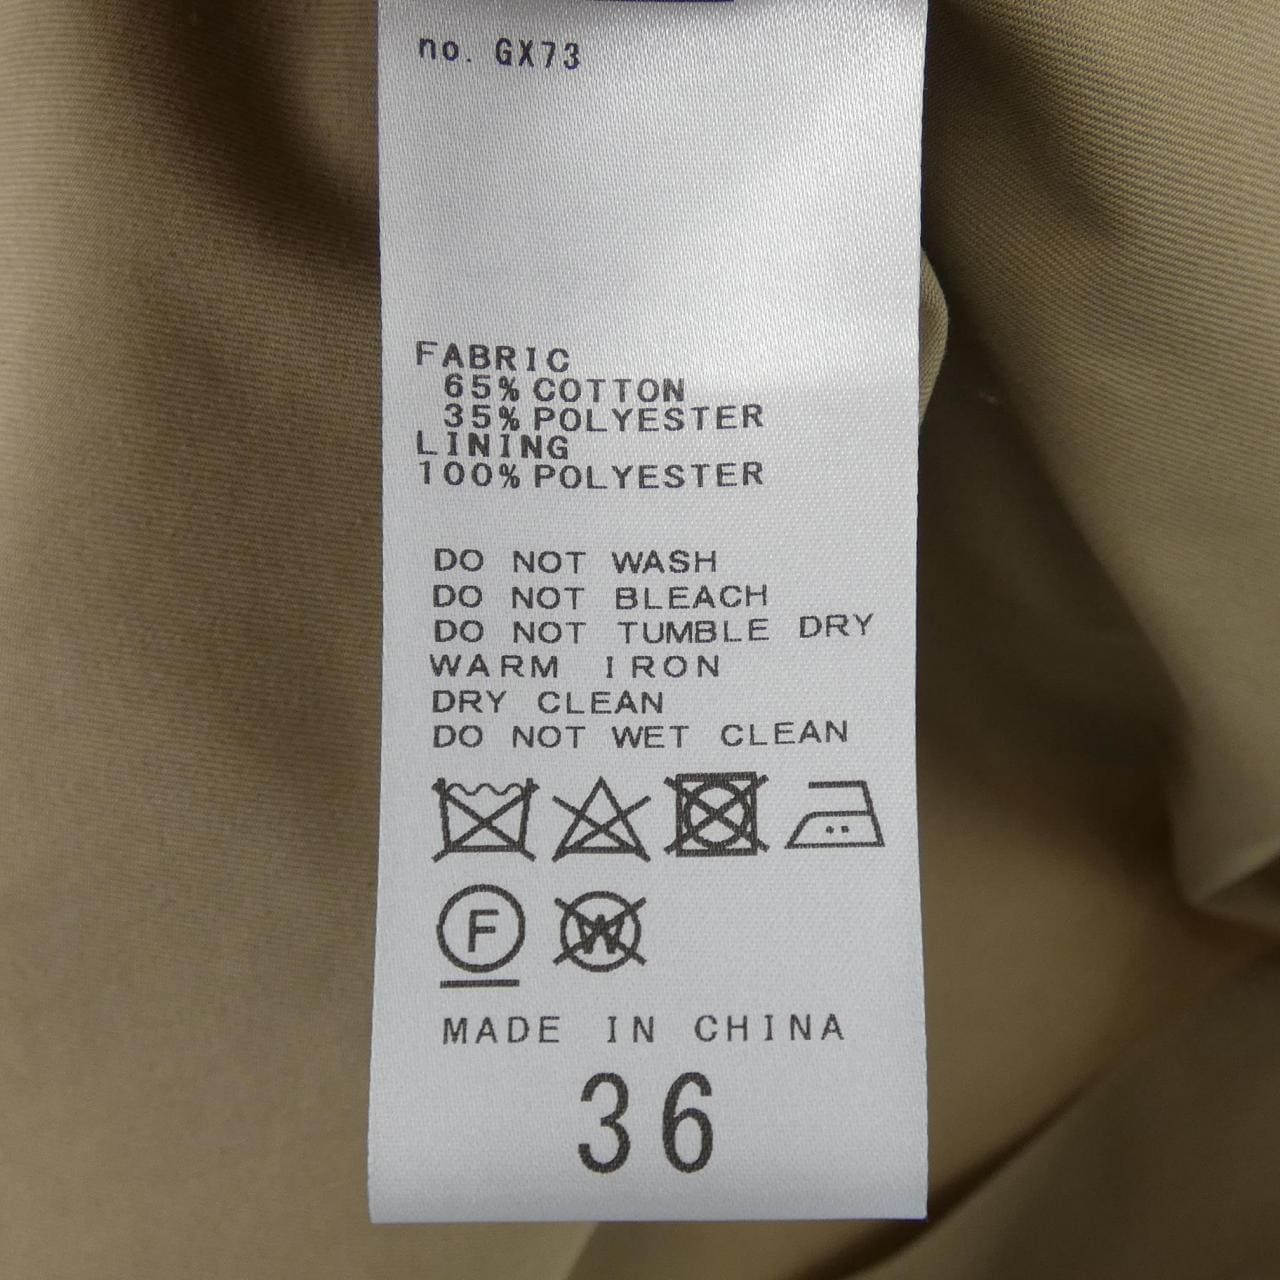 no. GX73
FABRIC
65% COTTON
35% POLYESTER
LINING
100% POLYESTER
DO NOT WASH
DO NOT BLEACH
DO NOT TUMBLE DRY
WARM IRON
DRY CLEAN
DO NOT WET CLEAN
F W
MADE IN CHINA
36